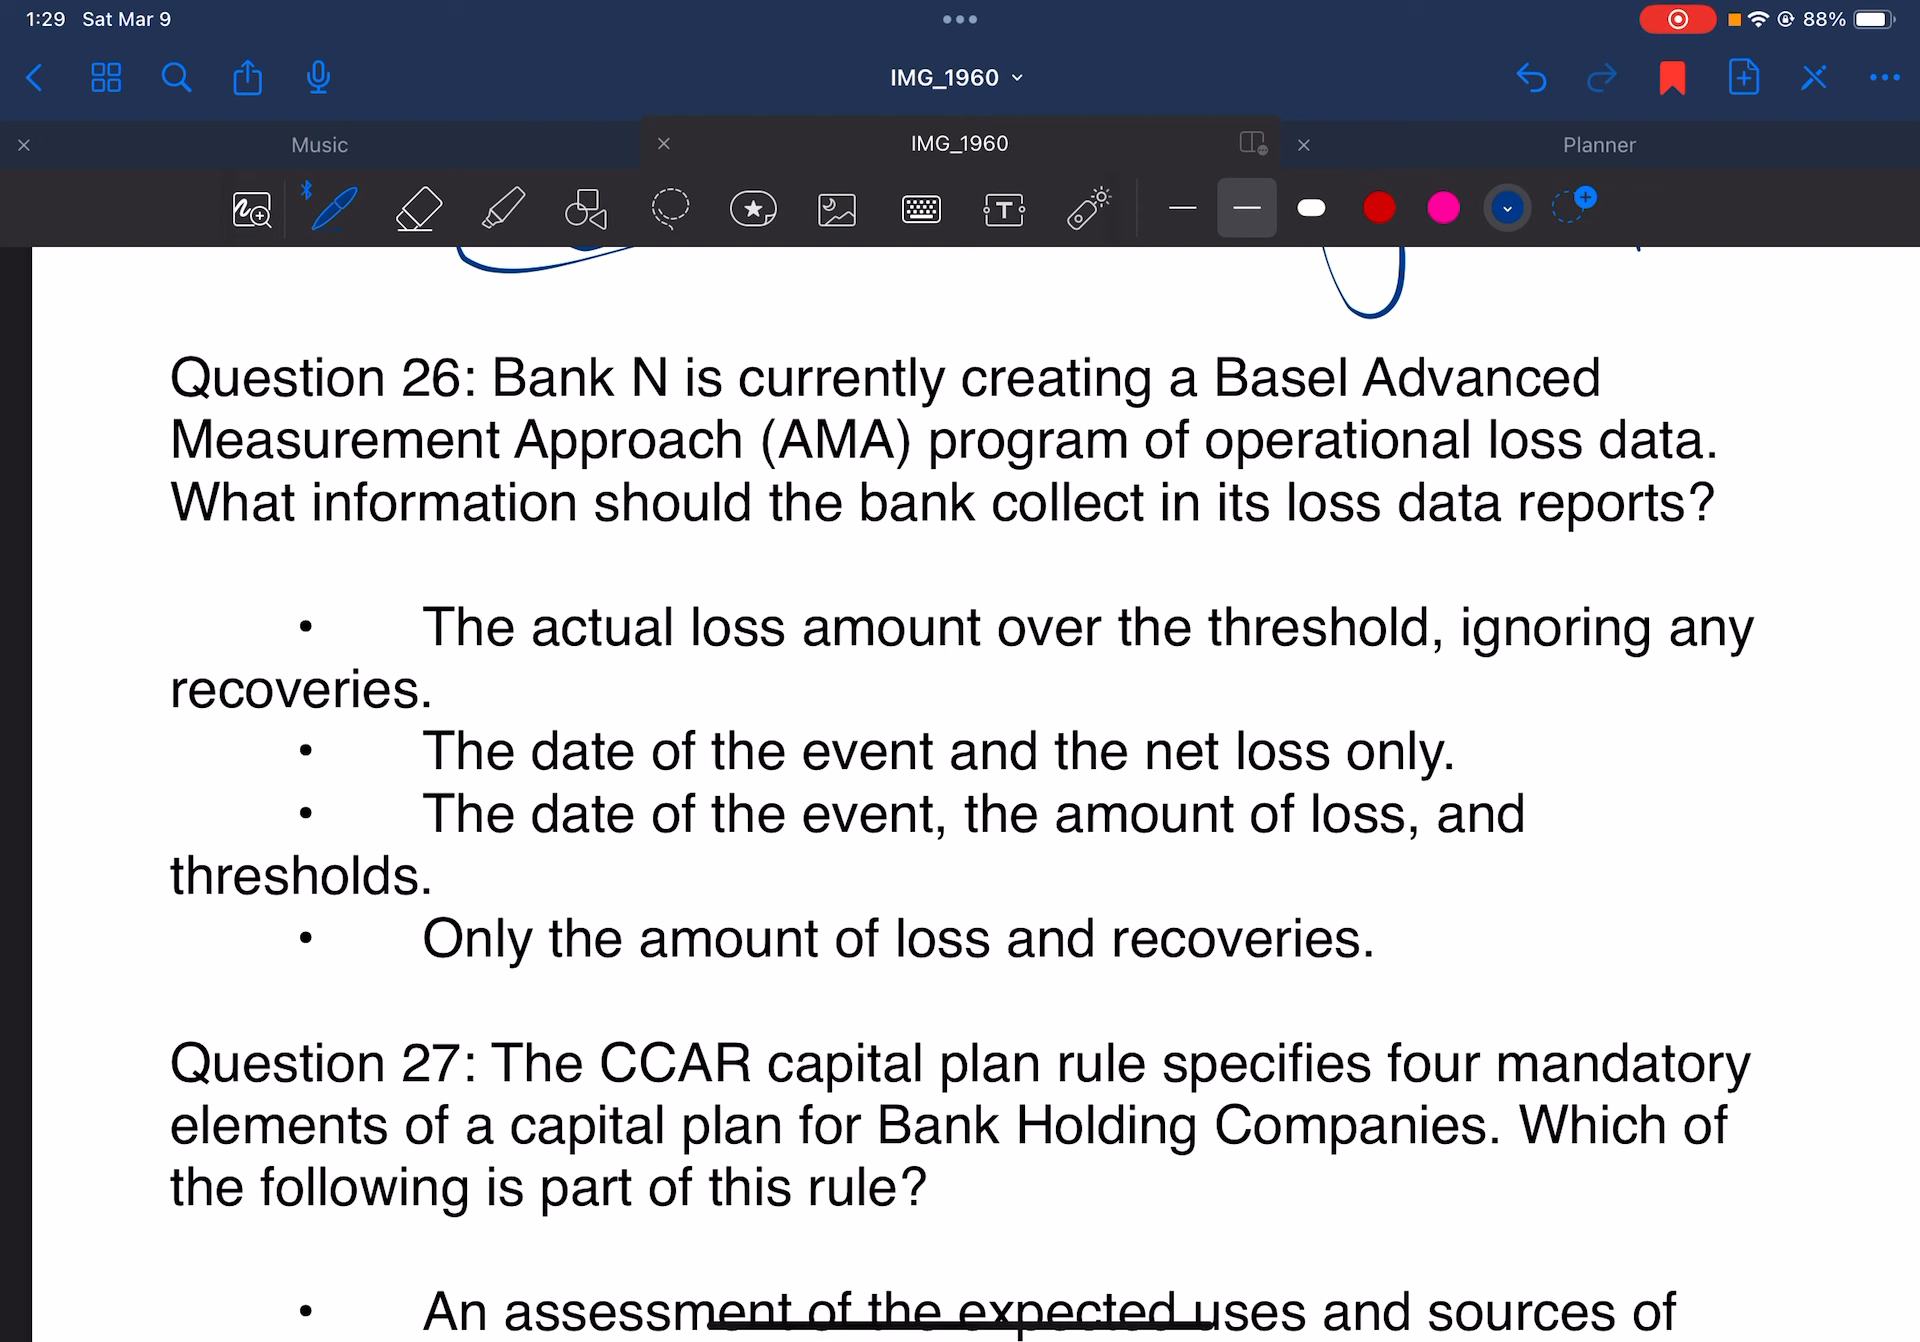 1:29 Sat Mar 9
88%
IMG_1960
Music
IMG_1960
Planner
Question 26: Bank N is currently creating a Basel Advanced
Measurement Approach (AMA) program of operational loss data.
What information should the bank collect in its loss data reports?
• The actual loss amount over the threshold, ignoring any
recoveries.
• The date of the event and the net loss only.
• The date of the event, the amount of loss, and
thresholds.
• Only the amount of loss and recoveries.
Question 27: The CCAR capital plan rule specifies four mandatory
elements of a capital plan for Bank Holding Companies. Which of
the following is part of this rule?
• An assessment of the expected uses and sources of